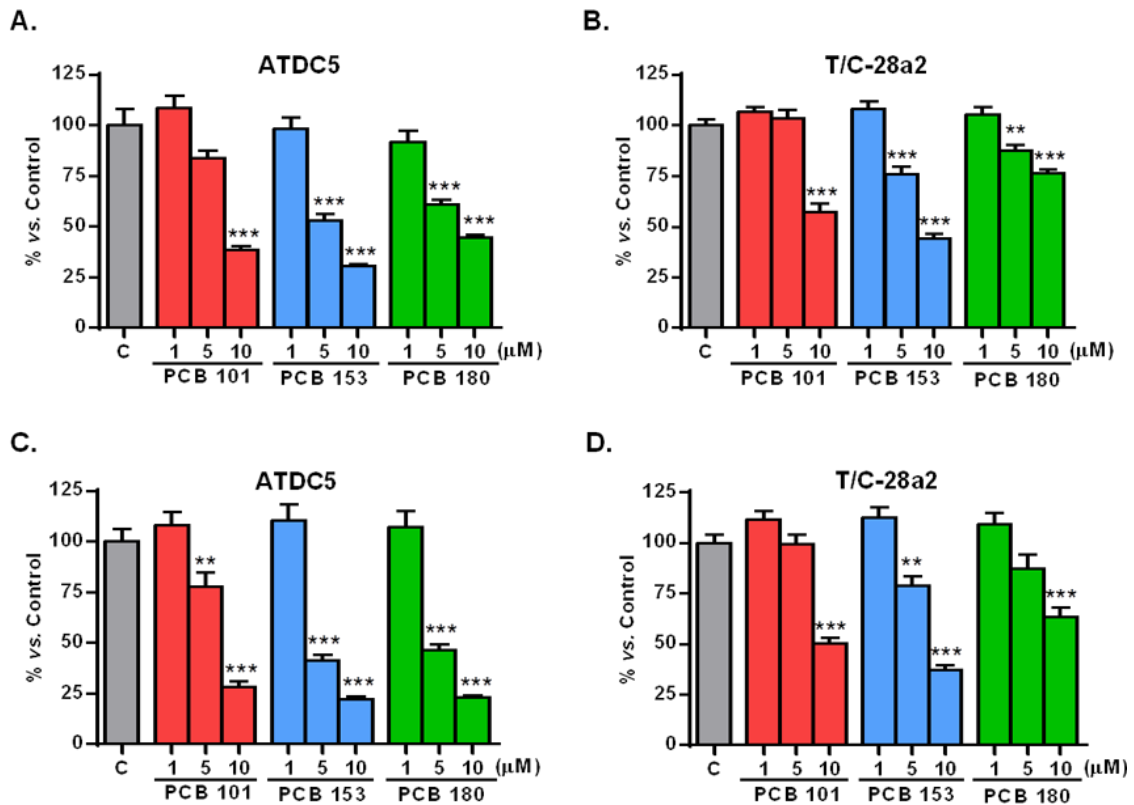 A.
ATDC5
% vs. Control
125
100
75
50
25
0
*** *** *** *** ***
C 1 5 10 1 5 10 1 5 10 (µM)
PCB 101 PCB 153 PCB 180
B.
T/C-28a2
% vs. Control
125
100
75
50
25
0
*** *** *** ** ***
C 1 5 10 1 5 10 1 5 10 (µM)
PCB 101 PCB 153 PCB 180
C.
ATDC5
% vs. Control
125
100
75
50
25
0
** *** *** *** *** ***
C 1 5 10 1 5 10 1 5 10 (µM)
PCB 101 PCB 153 PCB 180
D.
T/C-28a2
% vs. Control
125
100
75
50
25
0
*** ** *** ***
C 1 5 10 1 5 10 1 5 10 (µM)
PCB 101 PCB 153 PCB 180